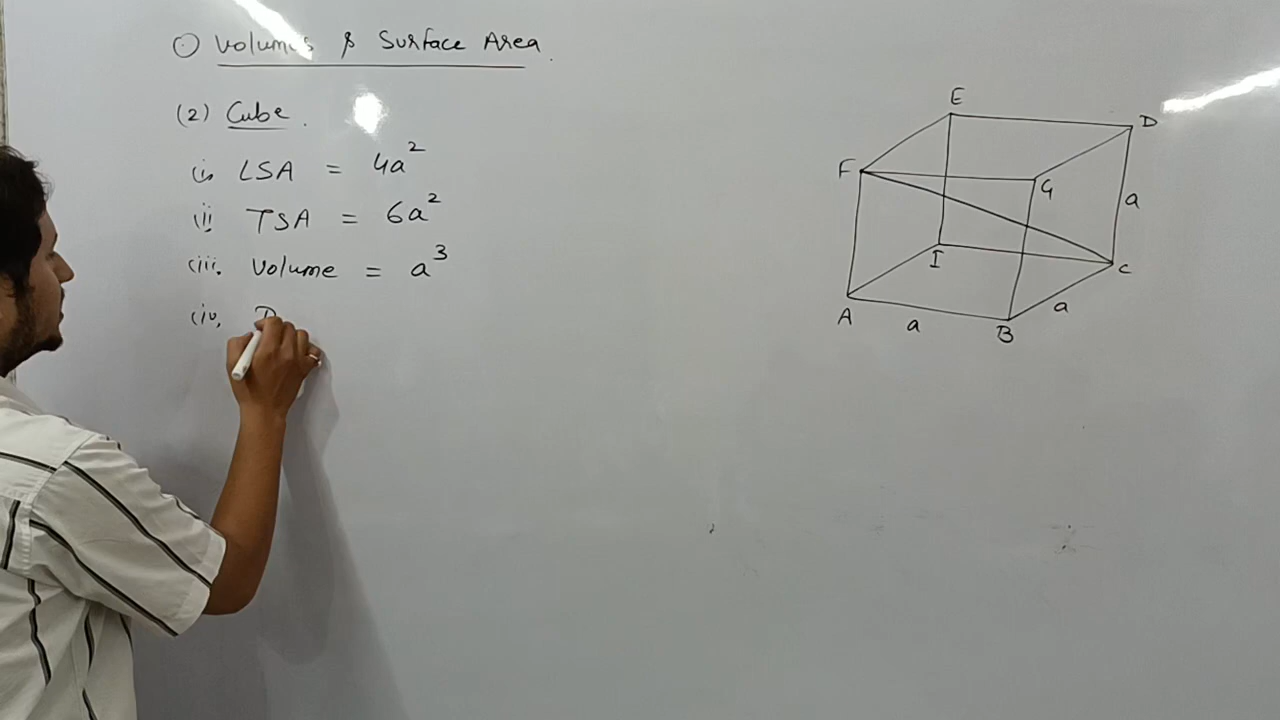 ⊙ Volumes & Surface Area.
(2) Cube.
(i) LSA = 4a²
(ii) TSA = 6a²
(iii) Volume = a³
(iv) D
E
D
F
G
a
I
C
A
a
B
a